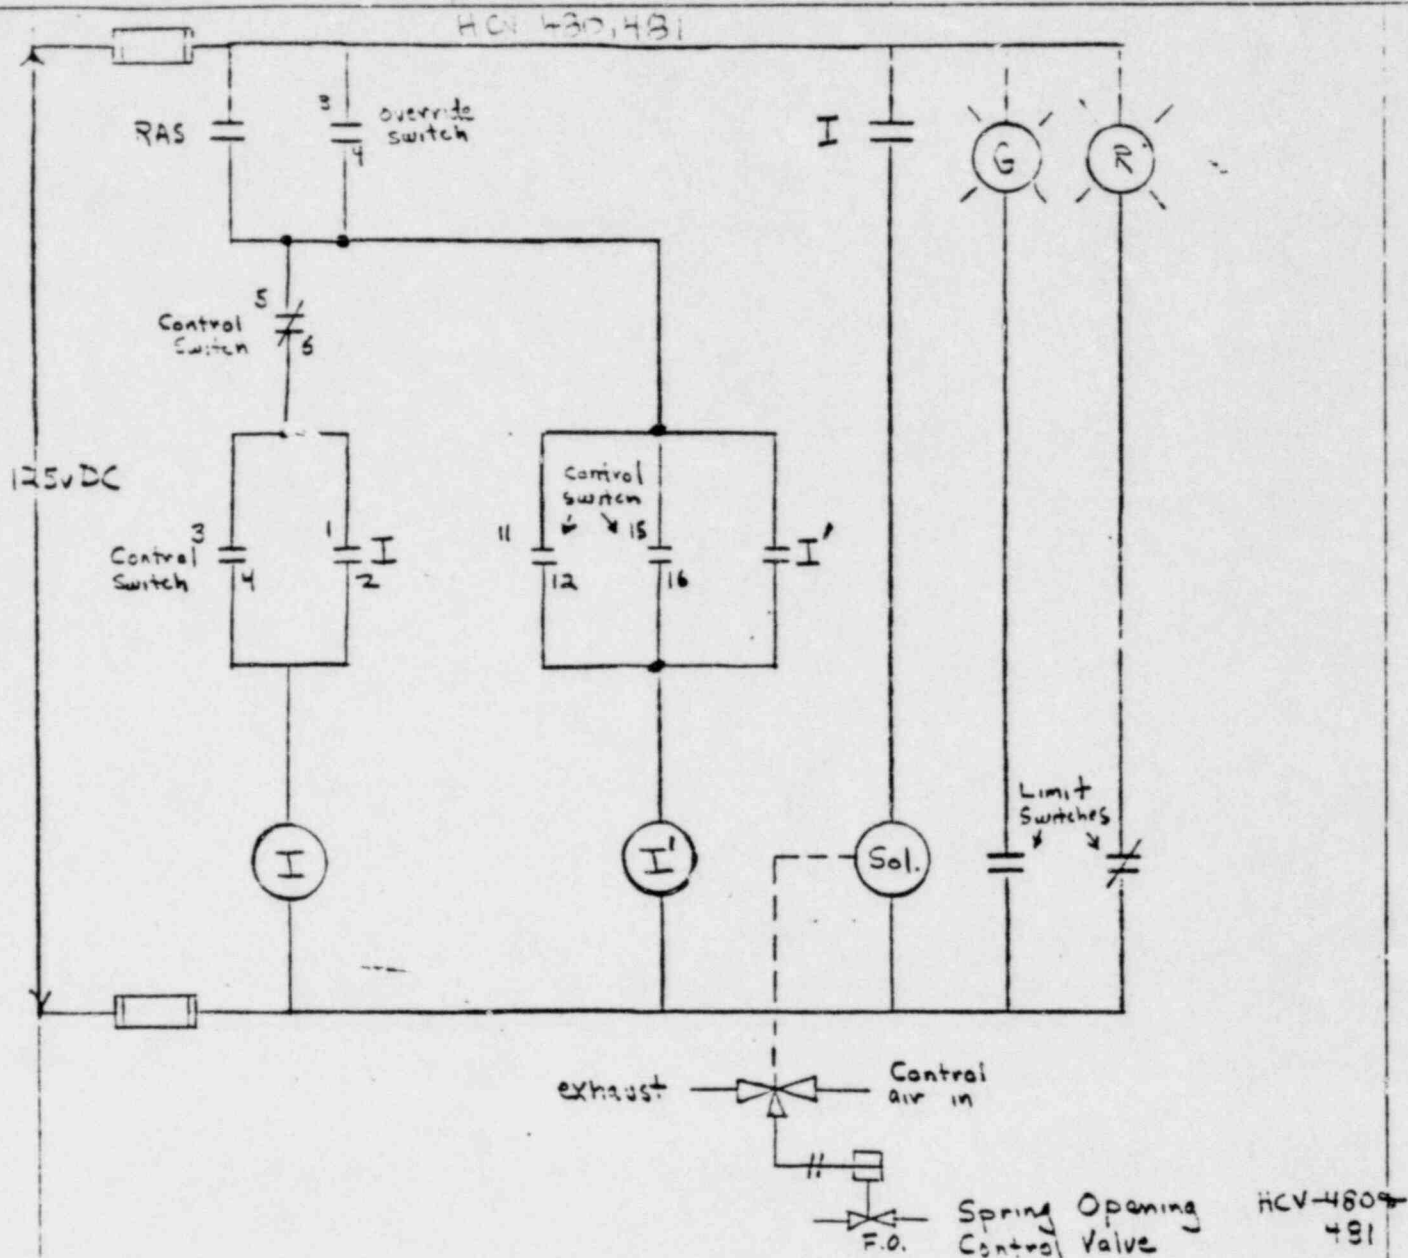 HCV 480,481
RAS
3
override
switch
4
I
G
R
5
Control
Switch
6
125vDC
Control
Switch
3
4
1
I
2
11
Control
switch
15
I'
12
16
I
I'
Sol.
Limit
Switches
exhaust
Control
air in
F.O.
Spring Opening
Control Valve
HCV-480&
481